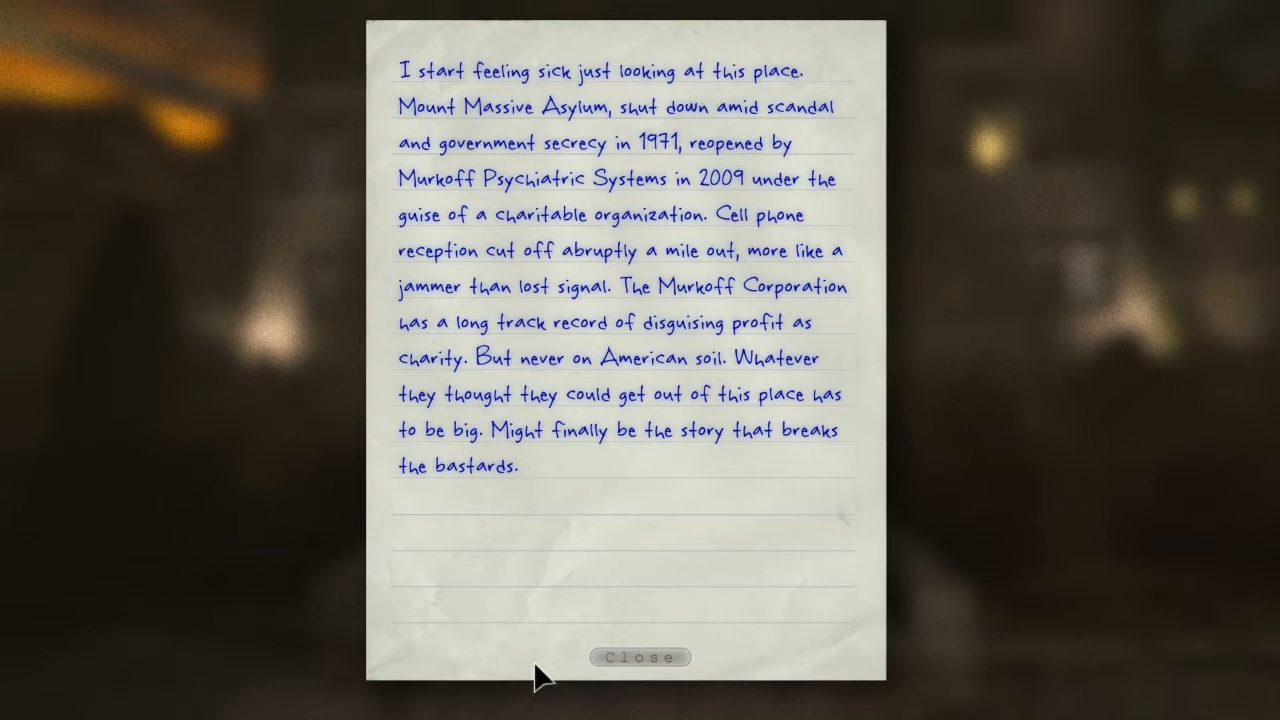 I start feeling sick just looking at this place.
Mount Massive Asylum, shut down amid scandal
and government secrecy in 1971, reopened by
Murkoff Psychiatric Systems in 2009 under the
guise of a charitable organization. Cell phone
reception cut off abruptly a mile out, more like a
jammer than lost signal. The Murkoff Corporation
has a long track record of disguising profit as
charity. But never on American soil. Whatever
they thought they could get out of this place has
to be big. Might finally be the story that breaks
the bastards.
Close